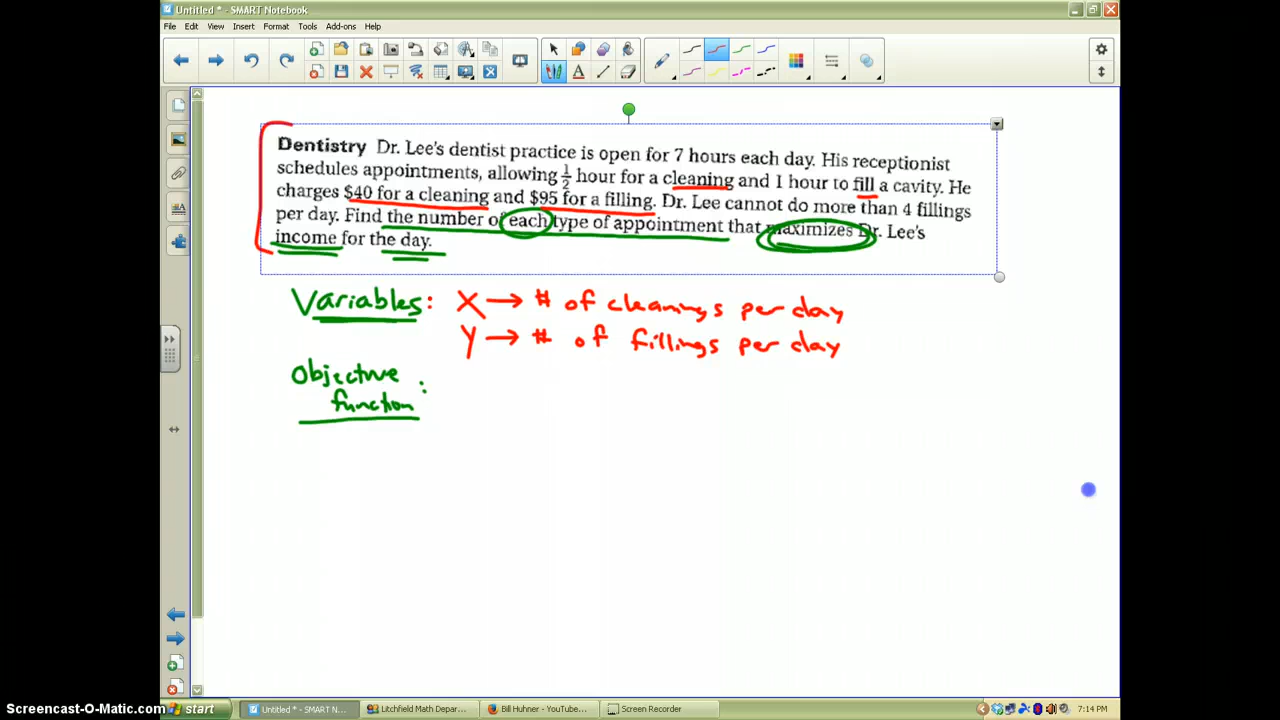 Untitled * - SMART Notebook
File Edit View Insert Format Tools Add-ons Help
Dentistry Dr. Lee's dentist practice is open for 7 hours each day. His receptionist
schedules appointments, allowing 1/2 hour for a cleaning and 1 hour to fill a cavity. He
charges $40 for a cleaning and $95 for a filling. Dr. Lee cannot do more than 4 fillings
per day. Find the number of each type of appointment that maximizes Dr. Lee's
income for the day.
Variables: X → # of cleanings per day
Y → # of fillings per day
Objective
function :
Screencast-O-Matic.com
start
Untitled * - SMART N...
Litchfield Math Depar...
Bill Huhner - YouTube...
Screen Recorder
7:14 PM